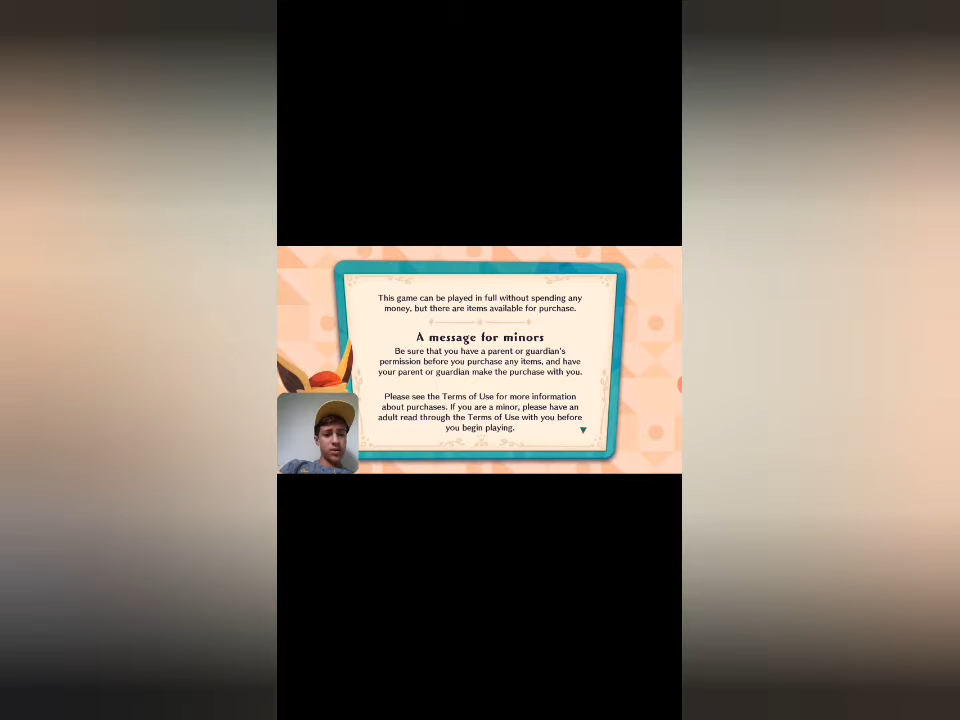 This game can be played in full without spending any
money, but there are items available for purchase.
A message for minors
Be sure that you have a parent or guardian's
permission before you purchase any items, and have
your parent or guardian make the purchase with you.
Please see the Terms of Use for more information
about purchases. If you are a minor, please have an
adult read through the Terms of Use with you before
you begin playing.